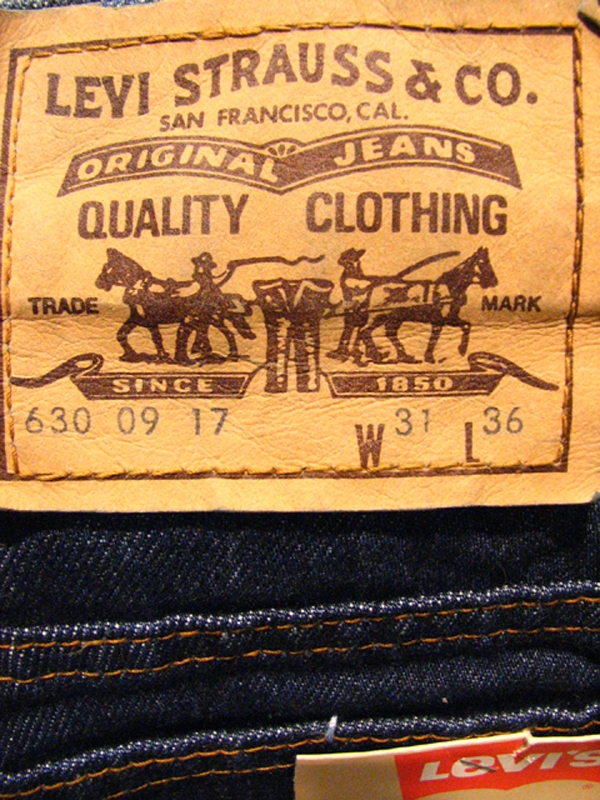 LEVI STRAUSS & CO.
SAN FRANCISCO, CAL.
ORIGINAL JEANS
QUALITY CLOTHING
TRADE MARK
SINCE 1850
630 09 17 W 31 L 36
LEVI'S